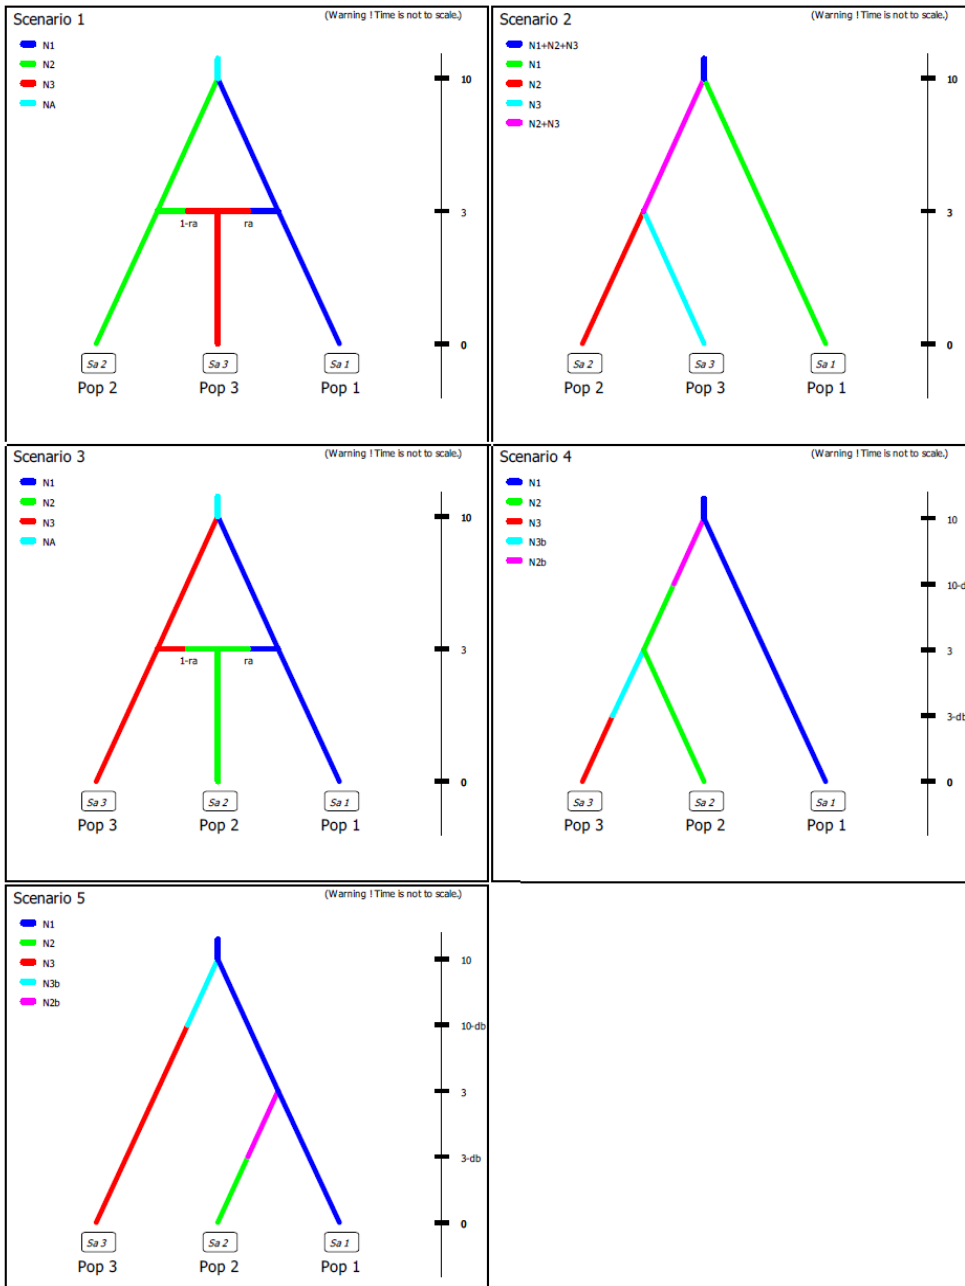 Scenario 1
(Warning ! Time is not to scale.)
N1
N2
N3
NA
10
3
1-ra
ra
0
Sa 2
Sa 3
Sa 1
Pop 2
Pop 3
Pop 1
Scenario 2
(Warning ! Time is not to scale.)
N1+N2+N3
N1
N2
N3
N2+N3
10
3
0
Sa 2
Sa 3
Sa 1
Pop 2
Pop 3
Pop 1
Scenario 3
(Warning ! Time is not to scale.)
N1
N2
N3
NA
10
3
1-ra
ra
0
Sa 3
Sa 2
Sa 1
Pop 3
Pop 2
Pop 1
Scenario 4
(Warning ! Time is not to scale.)
N1
N2
N3
N3b
N2b
10
10-d
3
3-db
0
Sa 3
Sa 2
Sa 1
Pop 3
Pop 2
Pop 1
Scenario 5
(Warning ! Time is not to scale.)
N1
N2
N3
N3b
N2b
10
10-db
3
3-db
0
Sa 3
Sa 2
Sa 1
Pop 3
Pop 2
Pop 1